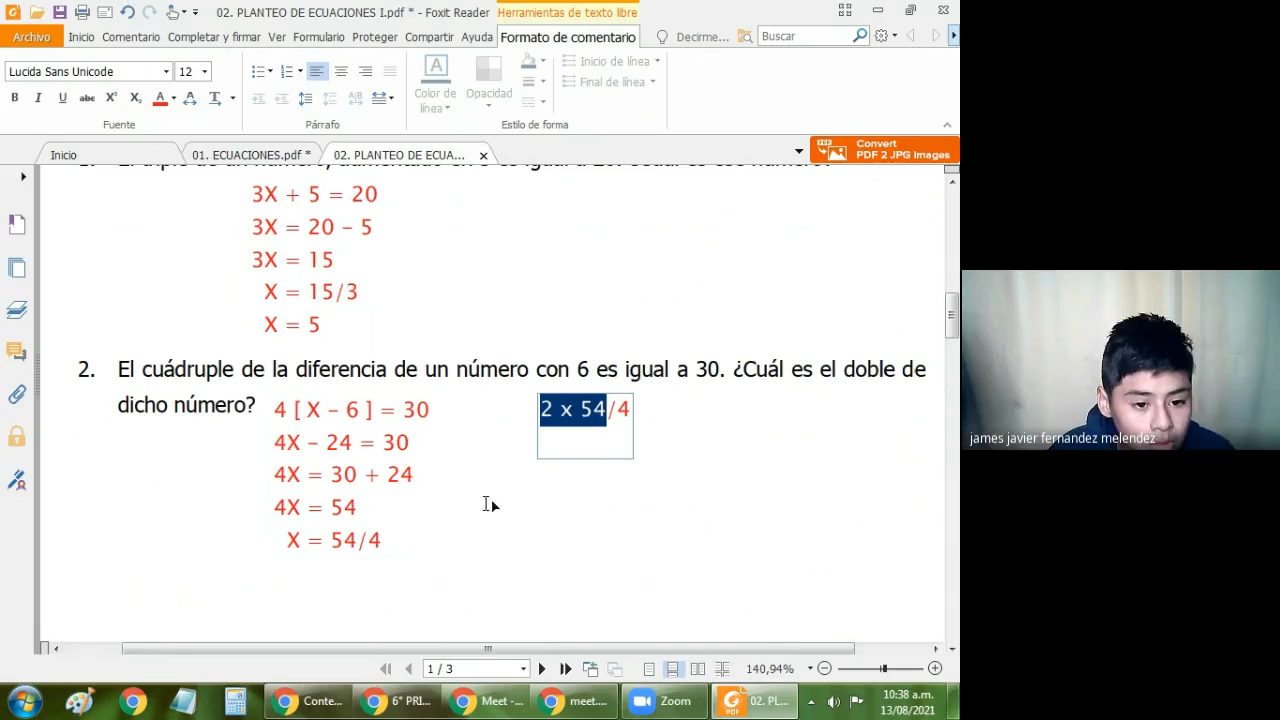 02. PLANTEO DE ECUACIONES I.pdf * - Foxit Reader
Herramientas de texto libre
Archivo Inicio Comentario Completar y firmar Ver Formulario Proteger Compartir Ayuda Formato de comentario Decirme... Buscar
Lucida Sans Unicode 12
Color de línea
Opacidad
Inicio de línea
Final de línea
Fuente Párrafo Estilo de forma
Inicio 01. ECUACIONES.pdf * 02. PLANTEO DE ECUA...
Convert
PDF 2 JPG Images
3X + 5 = 20
3X = 20 – 5
3X = 15
X = 15/3
X = 5
2. El cuádruple de la diferencia de un número con 6 es igual a 30. ¿Cuál es el doble de
dicho número? 4 [ X – 6 ] = 30 2 x 54/4
4X – 24 = 30
4X = 30 + 24
4X = 54
X = 54/4
james javier fernandez melendez
1 / 3 140,94%
Conte... 6° PRI... Meet -... meet.... Zoom 02. PL...
10:38 a.m.
13/08/2021